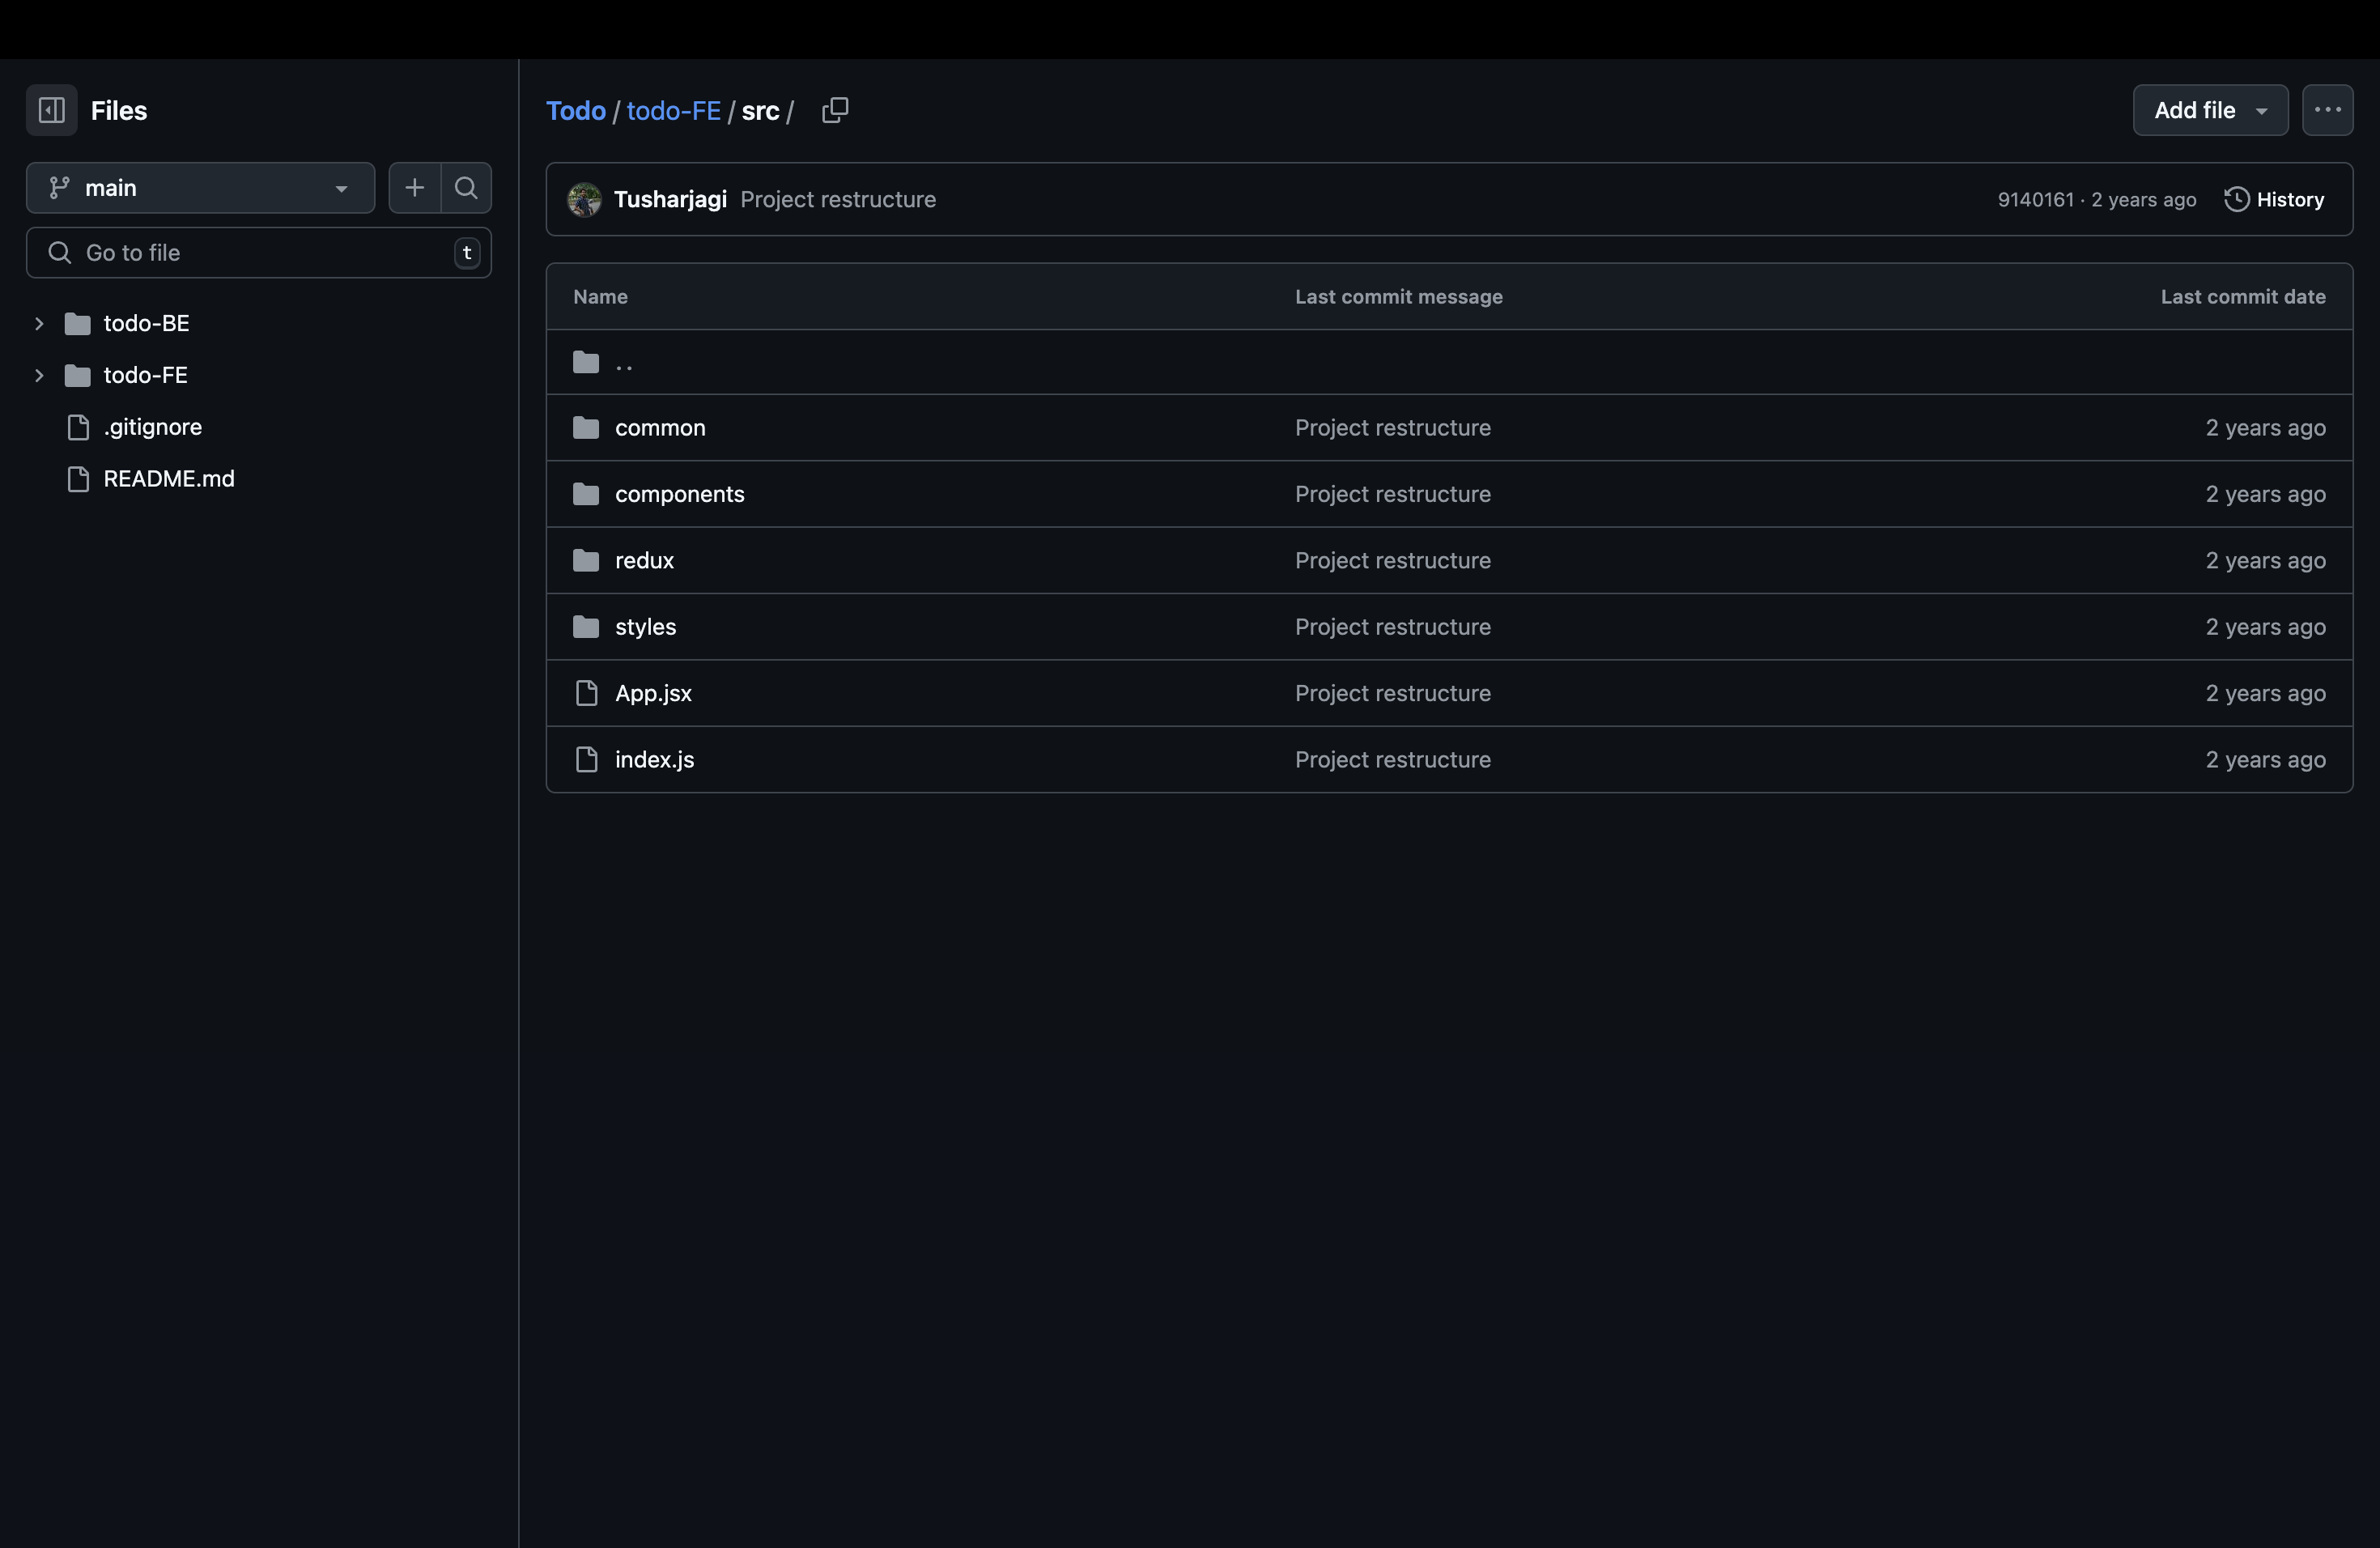 Files
main
Go to file
t
todo-BE
todo-FE
.gitignore
README.md
Todo / todo-FE / src /
Add file
Tusharjagi Project restructure
9140161 · 2 years ago
History
Name Last commit message Last commit date
..
common Project restructure 2 years ago
components Project restructure 2 years ago
redux Project restructure 2 years ago
styles Project restructure 2 years ago
App.jsx Project restructure 2 years ago
index.js Project restructure 2 years ago